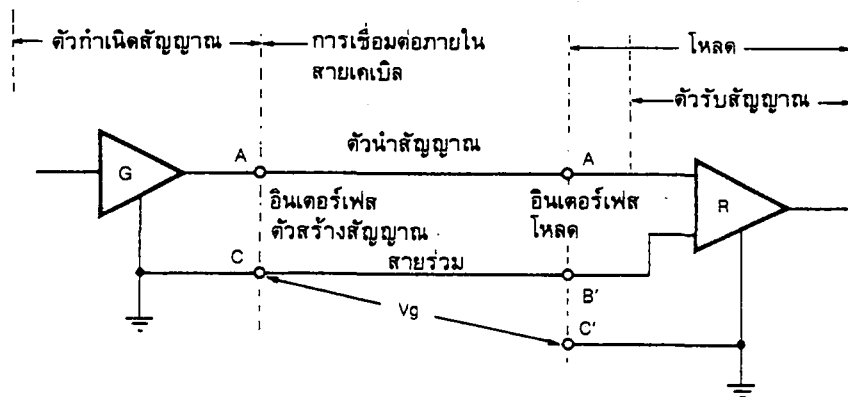 ตัวกำเนิดสัญญาณ
การเชื่อมต่อภายใน
สายเคเบิล
โหลด
ตัวรับสัญญาณ
G
A
ตัวนำสัญญาณ
A
R
อินเตอร์เฟส
ตัวสร้างสัญญาณ
อินเตอร์เฟส
โหลด
C
สายร่วม
B'
Vg
C'